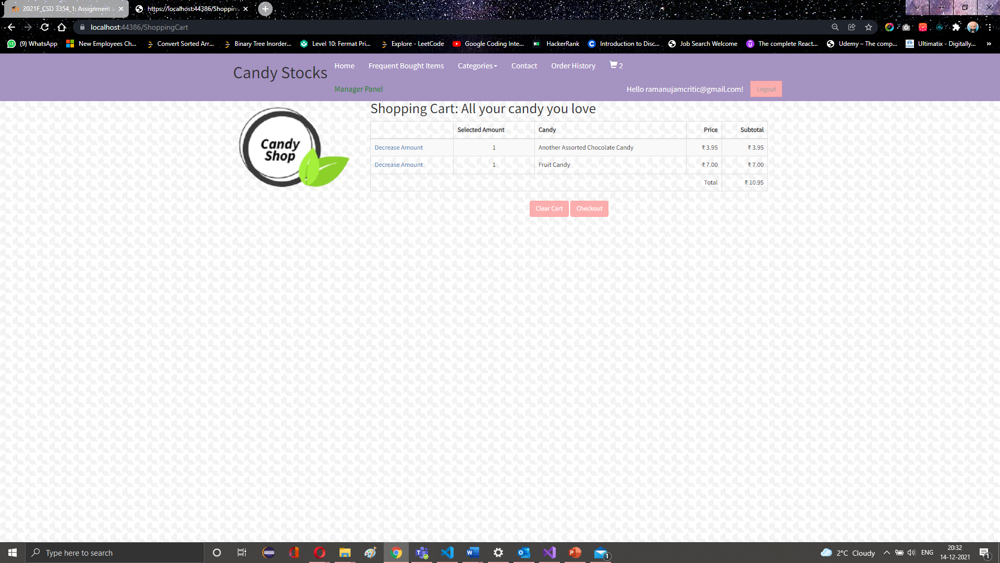 2021F_CSD 3354_1: Assignment
https://localhost:44386/Shopping
localhost:44386/ShoppingCart
(9) WhatsApp New Employees Ch... Convert Sorted Arr... Binary Tree Inorder... Level 10: Fermat Pri... Explore - LeetCode Google Coding Inte... HackerRank Introduction to Disc... Job Search Welcome The complete React... Udemy – The comp... Ultimatix - Digitally... »
Candy Stocks Home Frequent Bought Items Categories Contact Order History 2
Manager Panel Hello ramanujamcritic@gmail.com! Logout
Candy
Shop
Shopping Cart: All your candy you love
Selected Amount Candy Price Subtotal
Decrease Amount 1 Another Assorted Chocolate Candy ₹ 3.95 ₹ 3.95
Decrease Amount 1 Fruit Candy ₹ 7.00 ₹ 7.00
Total ₹ 10.95
Clear Cart Checkout
Type here to search
2°C Cloudy ENG
20:32
14-12-2021